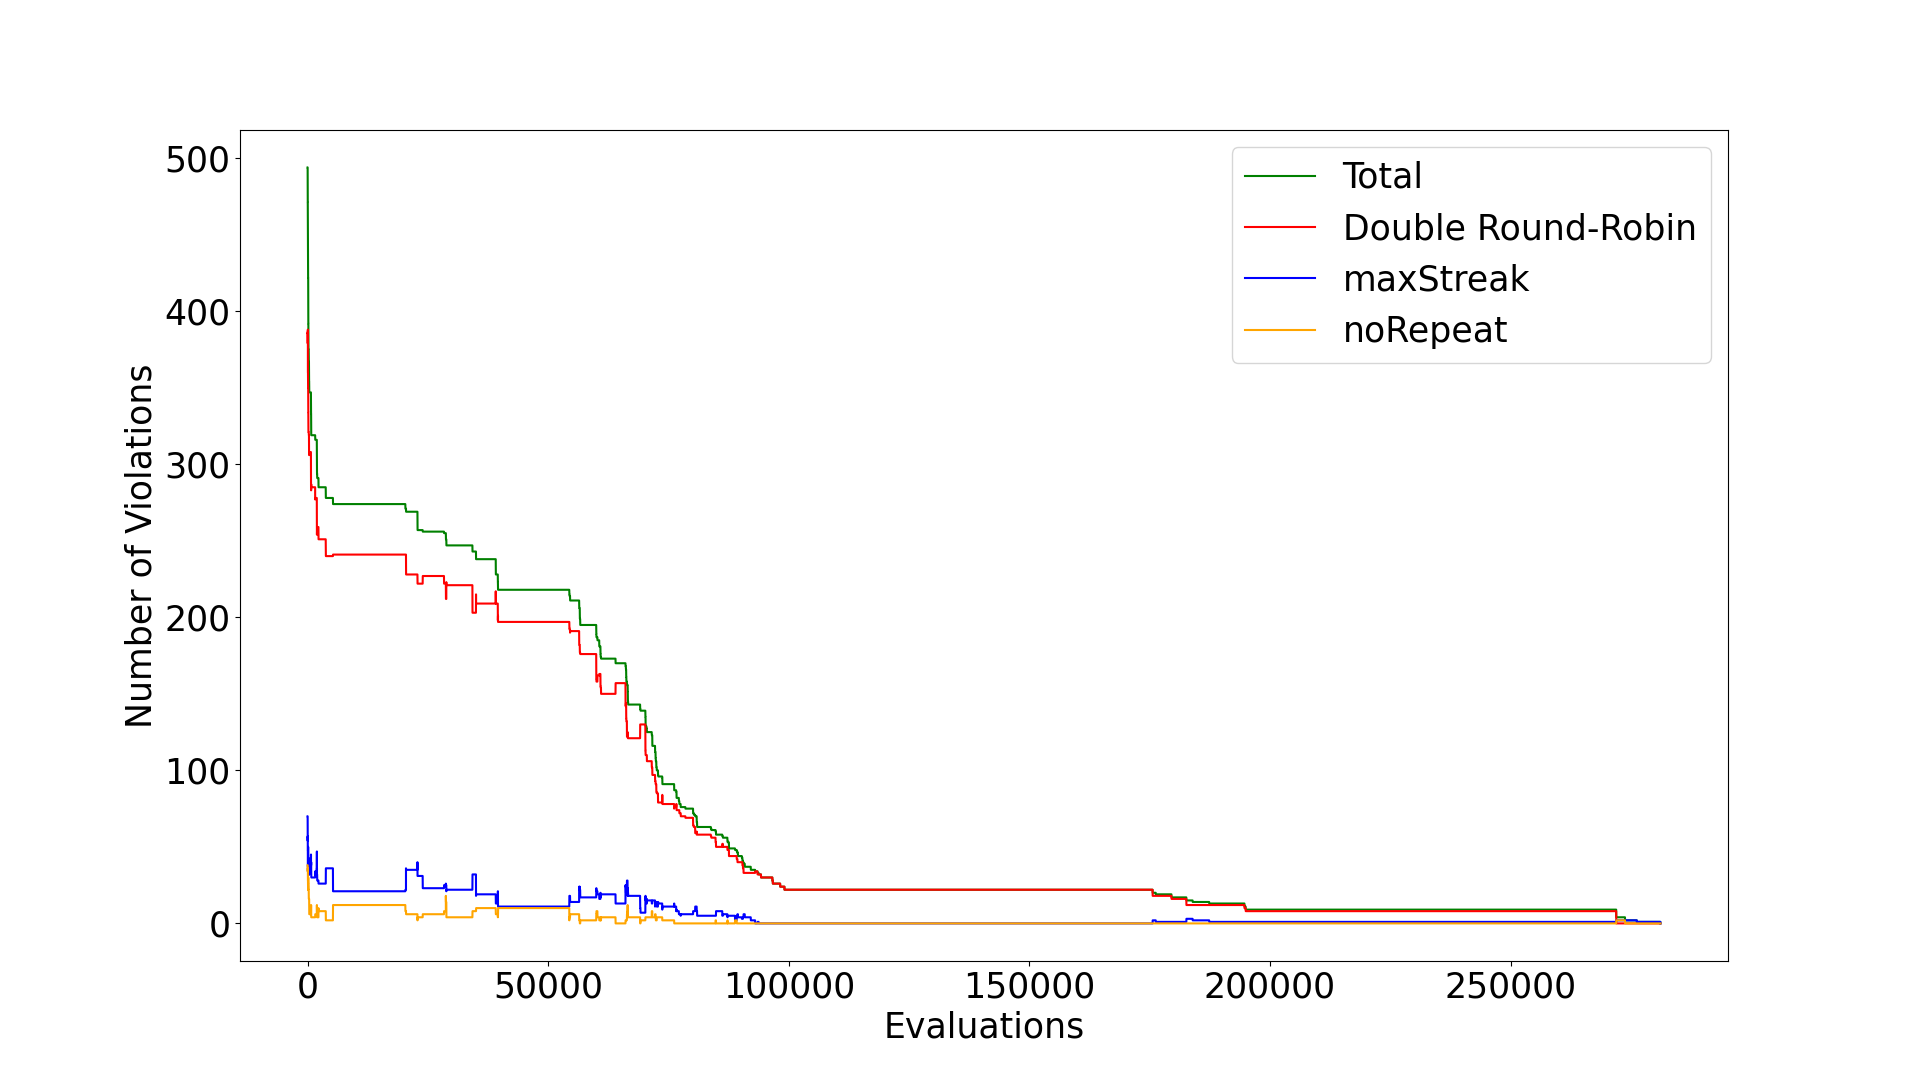 Number of Violations
500
400
300
200
100
0
0 50000 100000 150000 200000 250000
Evaluations
Total
Double Round-Robin
maxStreak
noRepeat